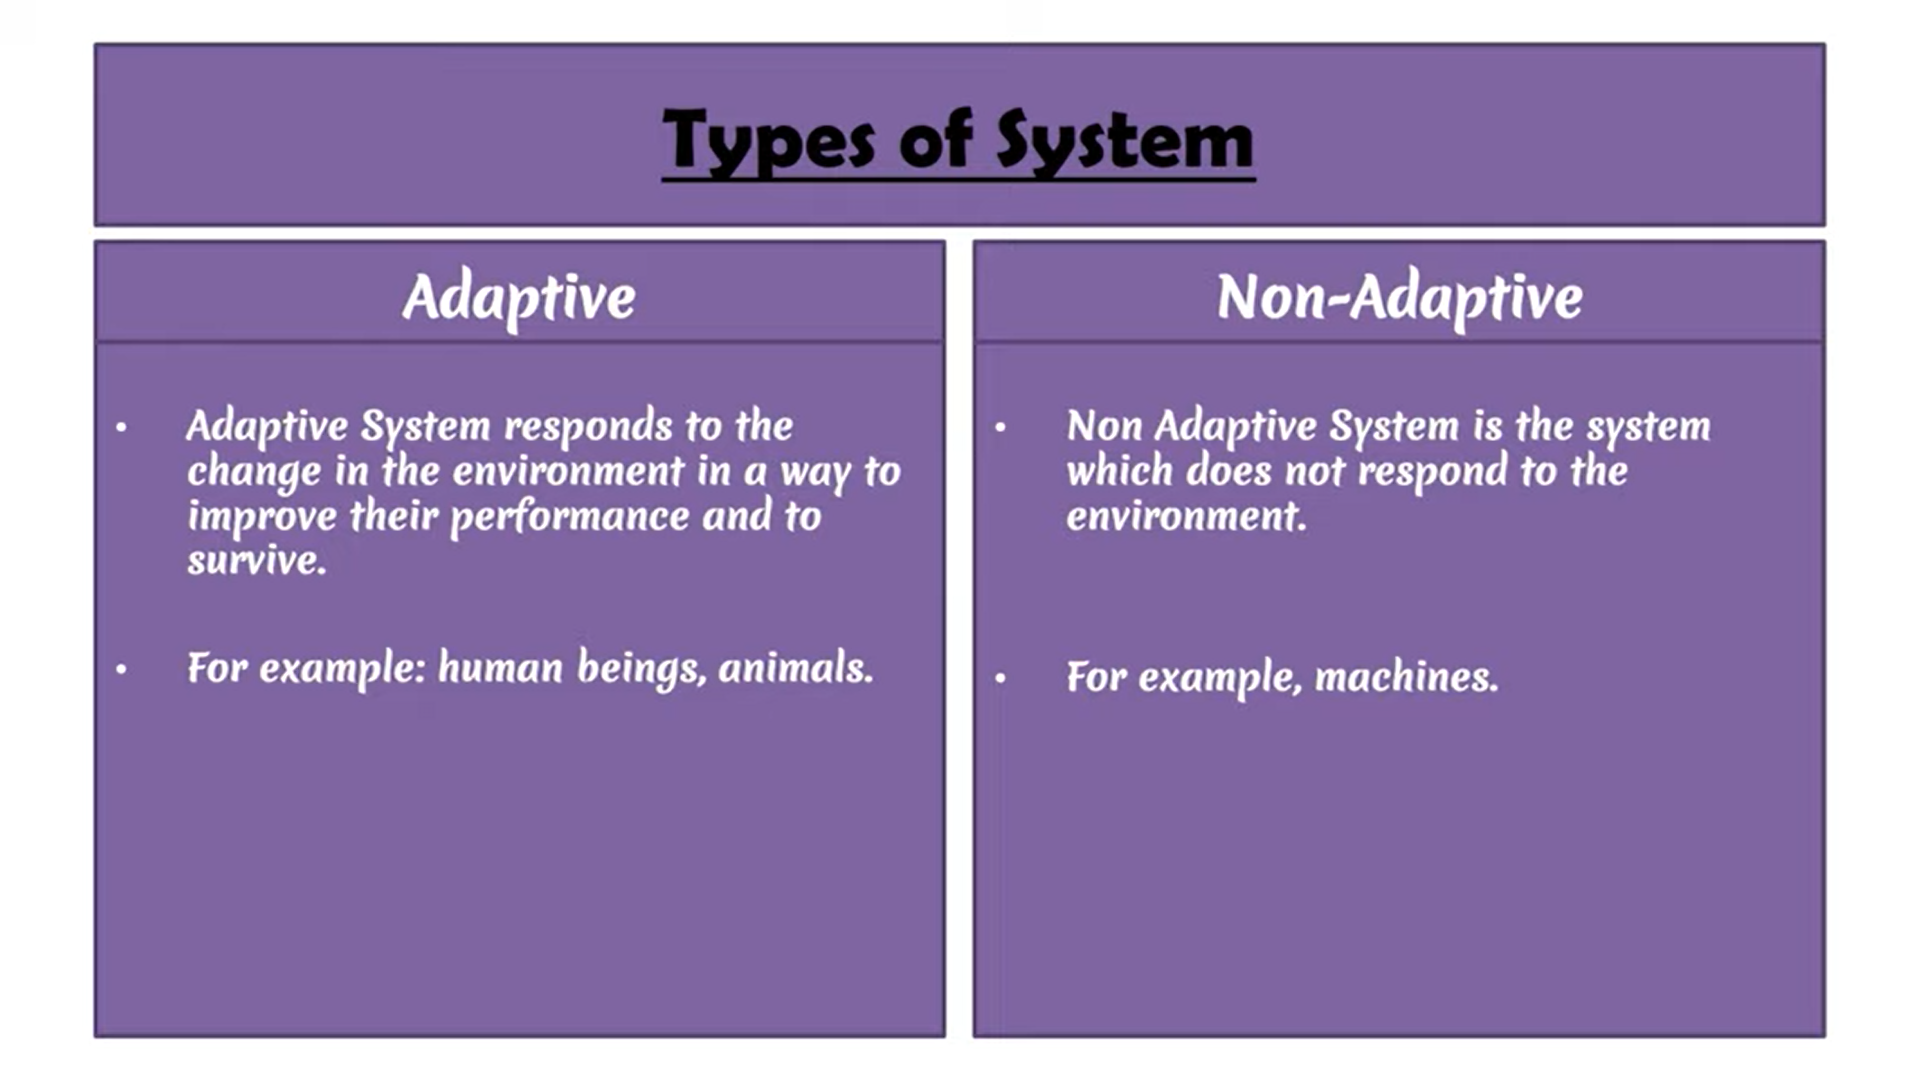 Types of System
Adaptive
• Adaptive System responds to the
change in the environment in a way to
improve their performance and to
survive.
• For example: human beings, animals.
Non-Adaptive
• Non Adaptive System is the system
which does not respond to the
environment.
• For example, machines.